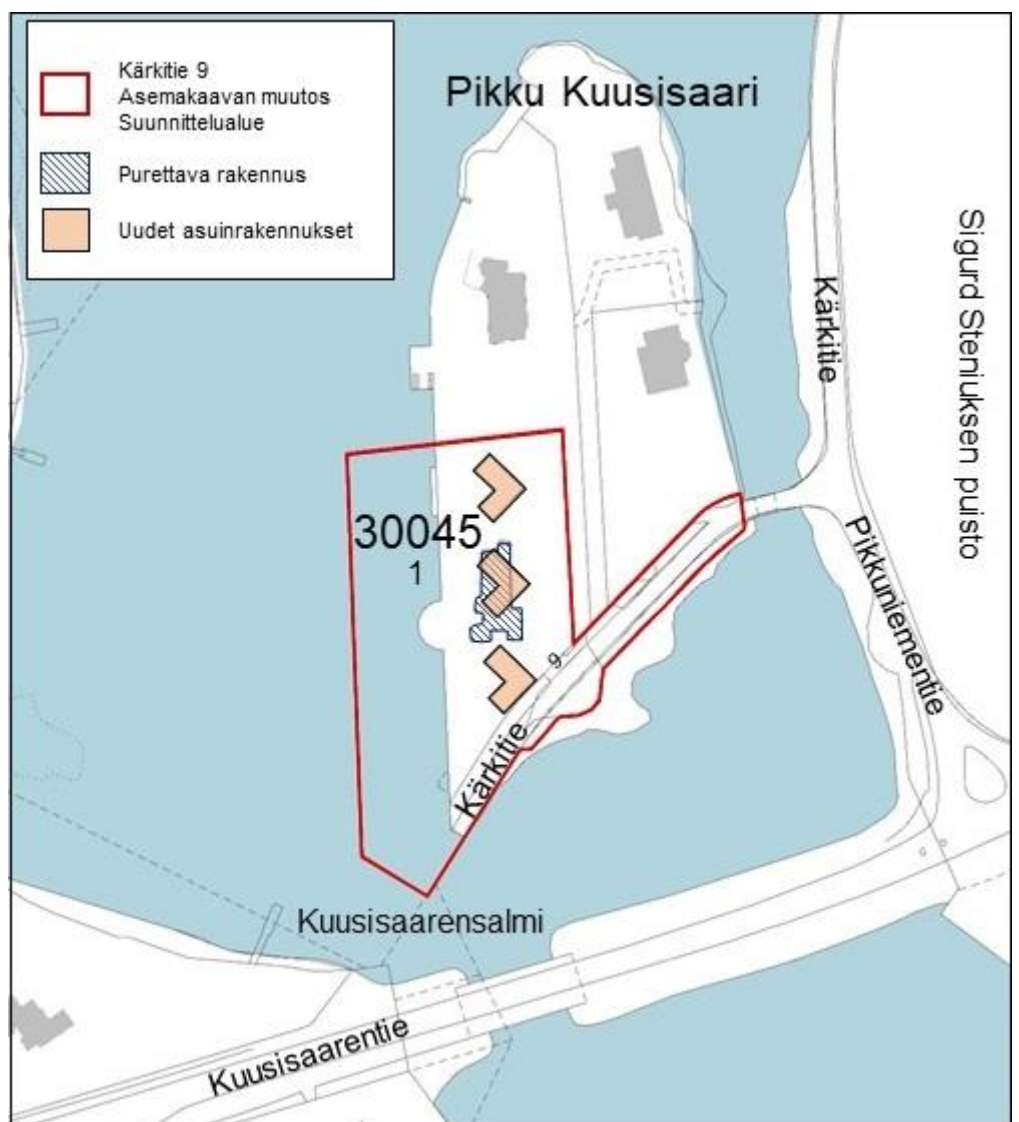 Kärkitie 9
Asemakaavan muutos
Suunnittelualue
Purettava rakennus
Uudet asuinrakennukset
Pikku Kuusisaari
Sigurd Steniuksen puisto
Kärkitie
30045
1
Pikkuniementie
9
Kärkitie
Kuusisaarensalmi
Kuusisaarentie